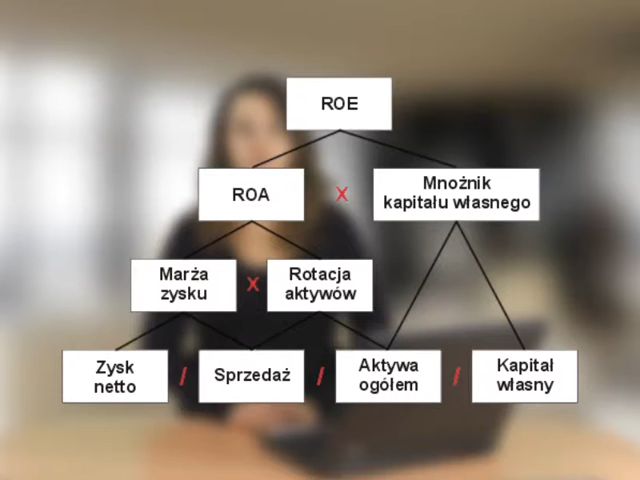 ROE
ROA X Mnożnik
kapitału własnego
Marża
zysku
X
Rotacja
aktywów
Zysk
netto
/
Sprzedaż
/
Aktywa
ogółem
/
Kapitał
własny